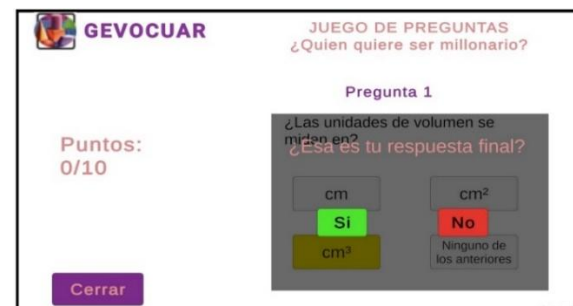 GEVOCUAR
JUEGO DE PREGUNTAS
¿Quien quiere ser millonario?
Pregunta 1
Puntos:
0/10
¿Las unidades de volumen se
miden en?
¿Esa es tu respuesta final?
cm
cm²
Si
No
cm³
Ninguno de
los anteriores
Cerrar